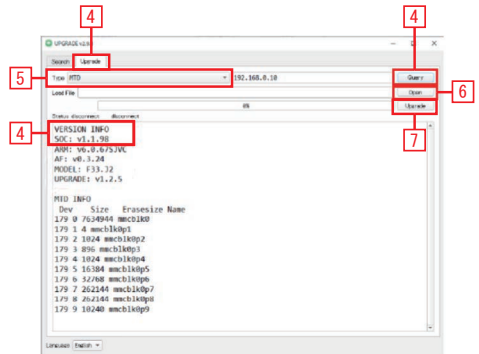 4
4
UPGRADE v2.50
Search Upgrade
5
Type MTD 192.168.0.10 Query
6
Load File Open
0% Upgrade
Status disconnect disconnect
7
4
VERSION INFO
SOC: v1.1.98
ARM: v6.0.67SJVC
AF: v0.3.24
MODEL: F33.J2
UPGRADE: v1.2.5
MTD INFO
Dev Size Erasesize Name
179 0 7634944 mmcblk0
179 1 4 mmcblk0p1
179 2 1024 mmcblk0p2
179 3 896 mmcblk0p3
179 4 1024 mmcblk0p4
179 5 16384 mmcblk0p5
179 6 32768 mmcblk0p6
179 7 262144 mmcblk0p7
179 8 262144 mmcblk0p8
179 9 10240 mmcblk0p9
Language English